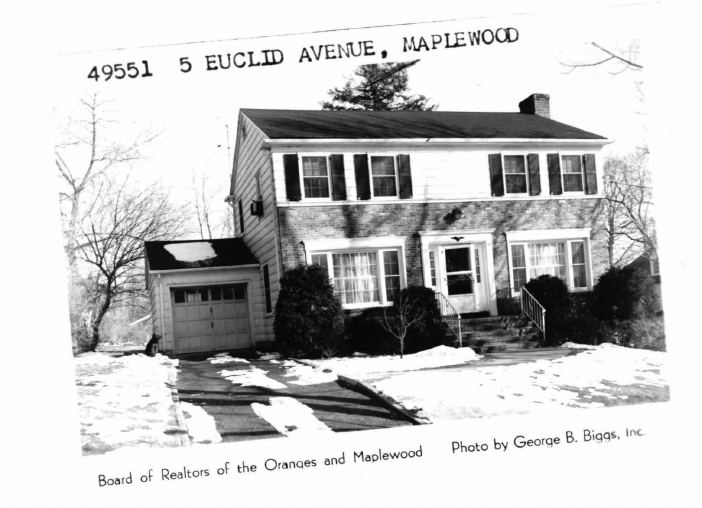 49551 5 EUCLID AVENUE, MAPLEWOOD
Board of Realtors of the Oranges and Maplewood Photo by George B. Biggs, Inc.